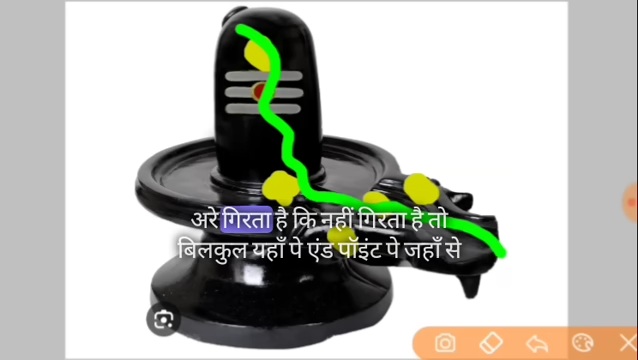 अरे गिरता है कि नहीं गिरता है तो
बिलकुल यहाँ पे एंड पॉइंट पे जहाँ से